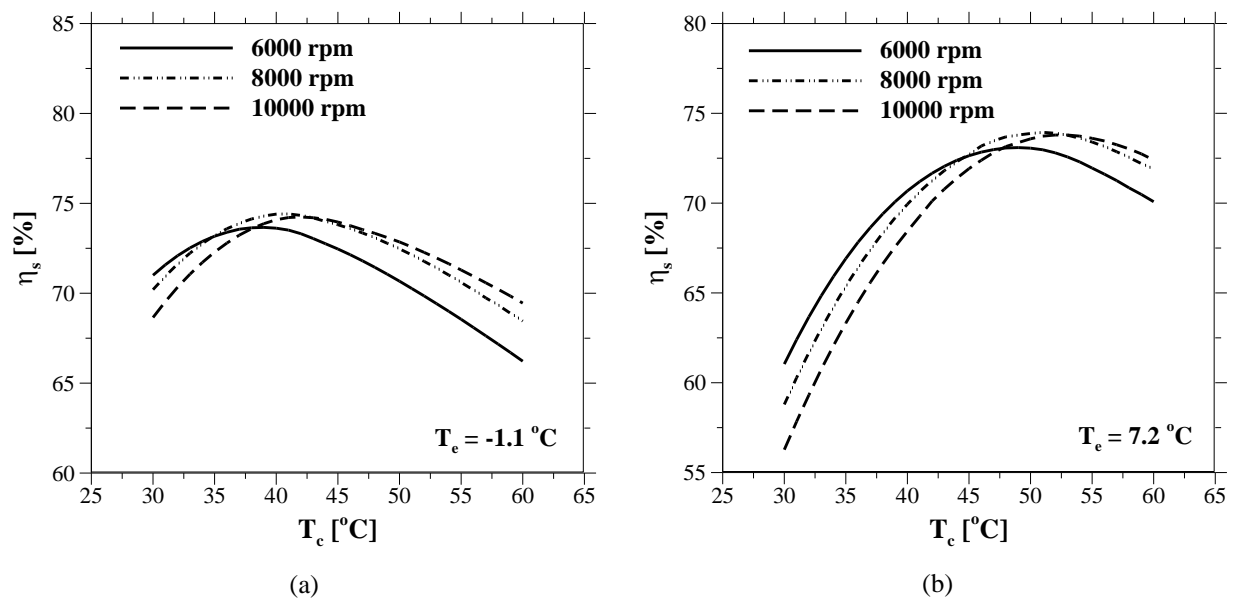 85
80
75
70
65
60
η_s [%]
6000 rpm
8000 rpm
10000 rpm
T_e = -1.1 °C
25 30 35 40 45 50 55 60 65
T_c [°C]
(a)
80
75
70
65
60
55
η_s [%]
6000 rpm
8000 rpm
10000 rpm
T_e = 7.2 °C
25 30 35 40 45 50 55 60 65
T_c [°C]
(b)